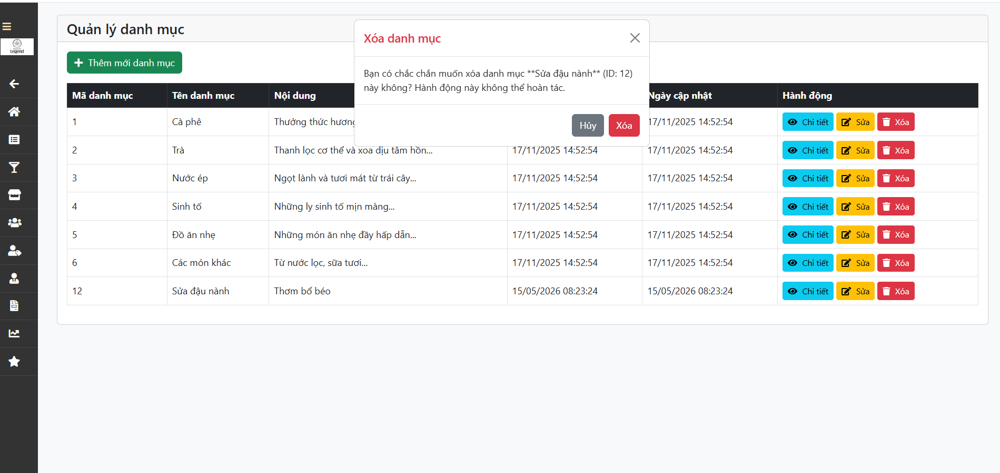 Legend
Quản lý danh mục
Xóa danh mục
Bạn có chắc chắn muốn xóa danh mục **Sửa đậu nành** (ID: 12)
này không? Hành động này không thể hoàn tác.
Hủy Xóa
Thêm mới danh mục
Mã danh mục Tên danh mục Nội dung Ngày cập nhật Hành động
1 Cà phê Thưởng thức hương 17/11/2025 14:52:54 Chi tiết Sửa Xóa
2 Trà Thanh lọc cơ thể và xoa dịu tâm hồn... 17/11/2025 14:52:54 17/11/2025 14:52:54 Chi tiết Sửa Xóa
3 Nước ép Ngọt lành và tươi mát từ trái cây... 17/11/2025 14:52:54 17/11/2025 14:52:54 Chi tiết Sửa Xóa
4 Sinh tố Những ly sinh tố mịn màng... 17/11/2025 14:52:54 17/11/2025 14:52:54 Chi tiết Sửa Xóa
5 Đồ ăn nhẹ Những món ăn nhẹ đầy hấp dẫn... 17/11/2025 14:52:54 17/11/2025 14:52:54 Chi tiết Sửa Xóa
6 Các món khác Từ nước lọc, sữa tươi... 17/11/2025 14:52:54 17/11/2025 14:52:54 Chi tiết Sửa Xóa
12 Sửa đậu nành Thơm bổ béo 15/05/2026 08:23:24 15/05/2026 08:23:24 Chi tiết Sửa Xóa